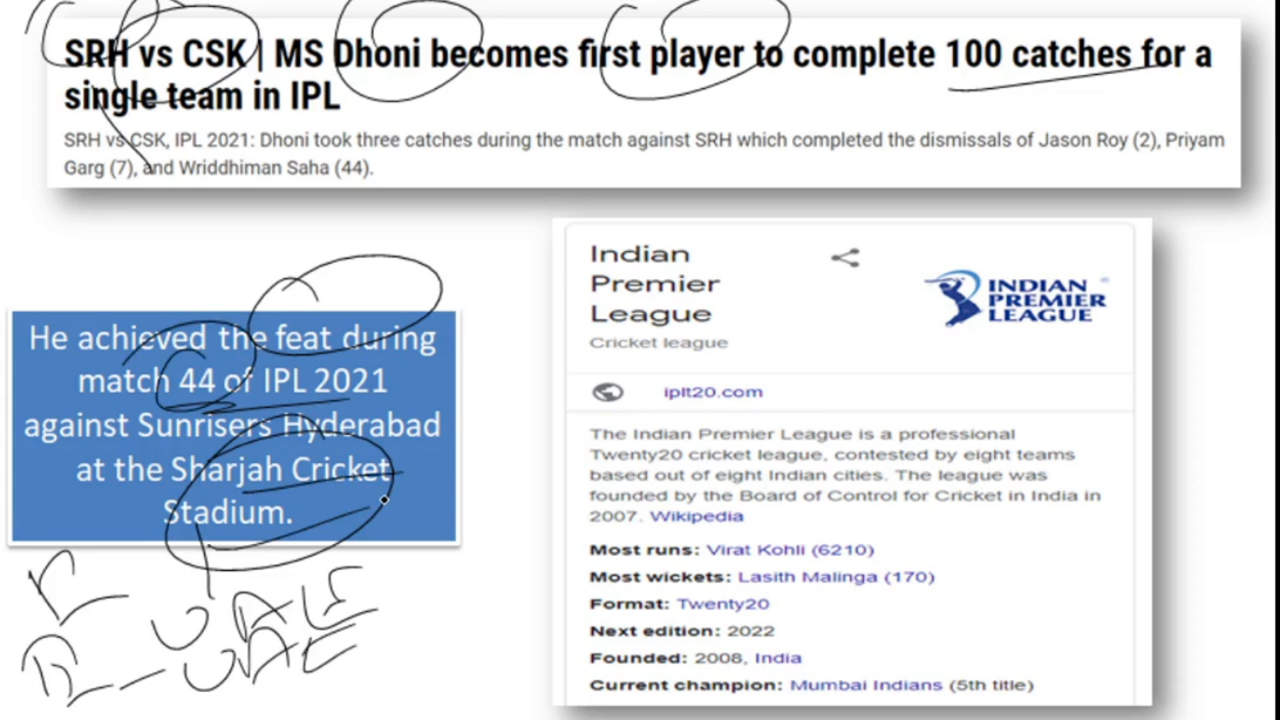 SRH vs CSK | MS Dhoni becomes first player to complete 100 catches for a
single team in IPL
SRH vs CSK, IPL 2021: Dhoni took three catches during the match against SRH which completed the dismissals of Jason Roy (2), Priyam
Garg (7), and Wriddhiman Saha (44).
He achieved the feat during
match 44 of IPL 2021
against Sunrisers Hyderabad
at the Sharjah Cricket
Stadium.
UAE
UAE
Indian
Premier
League
Cricket league
INDIAN
PREMIER
LEAGUE
iplt20.com
The Indian Premier League is a professional
Twenty20 cricket league, contested by eight teams
based out of eight Indian cities. The league was
founded by the Board of Control for Cricket in India in
2007. Wikipedia
Most runs: Virat Kohli (6210)
Most wickets: Lasith Malinga (170)
Format: Twenty20
Next edition: 2022
Founded: 2008, India
Current champion: Mumbai Indians (5th title)